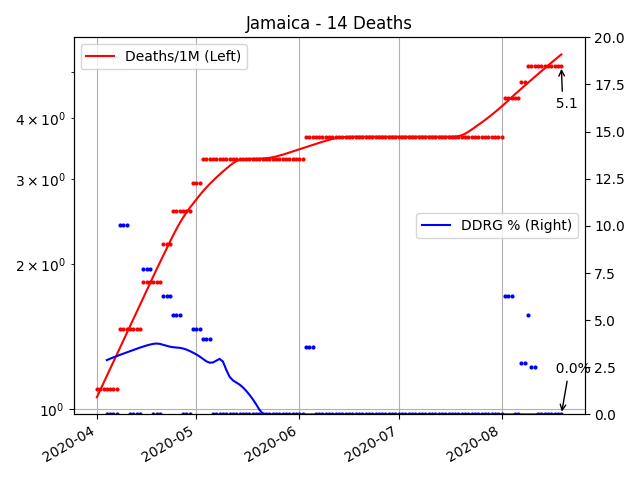 Jamaica - 14 Deaths
Deaths/1M (Left)
DDRG % (Right)
5.1
0.0%
4 × 10⁰
3 × 10⁰
2 × 10⁰
10⁰
20.0
17.5
15.0
12.5
10.0
7.5
5.0
2.5
0.0
2020-04
2020-05
2020-06
2020-07
2020-08